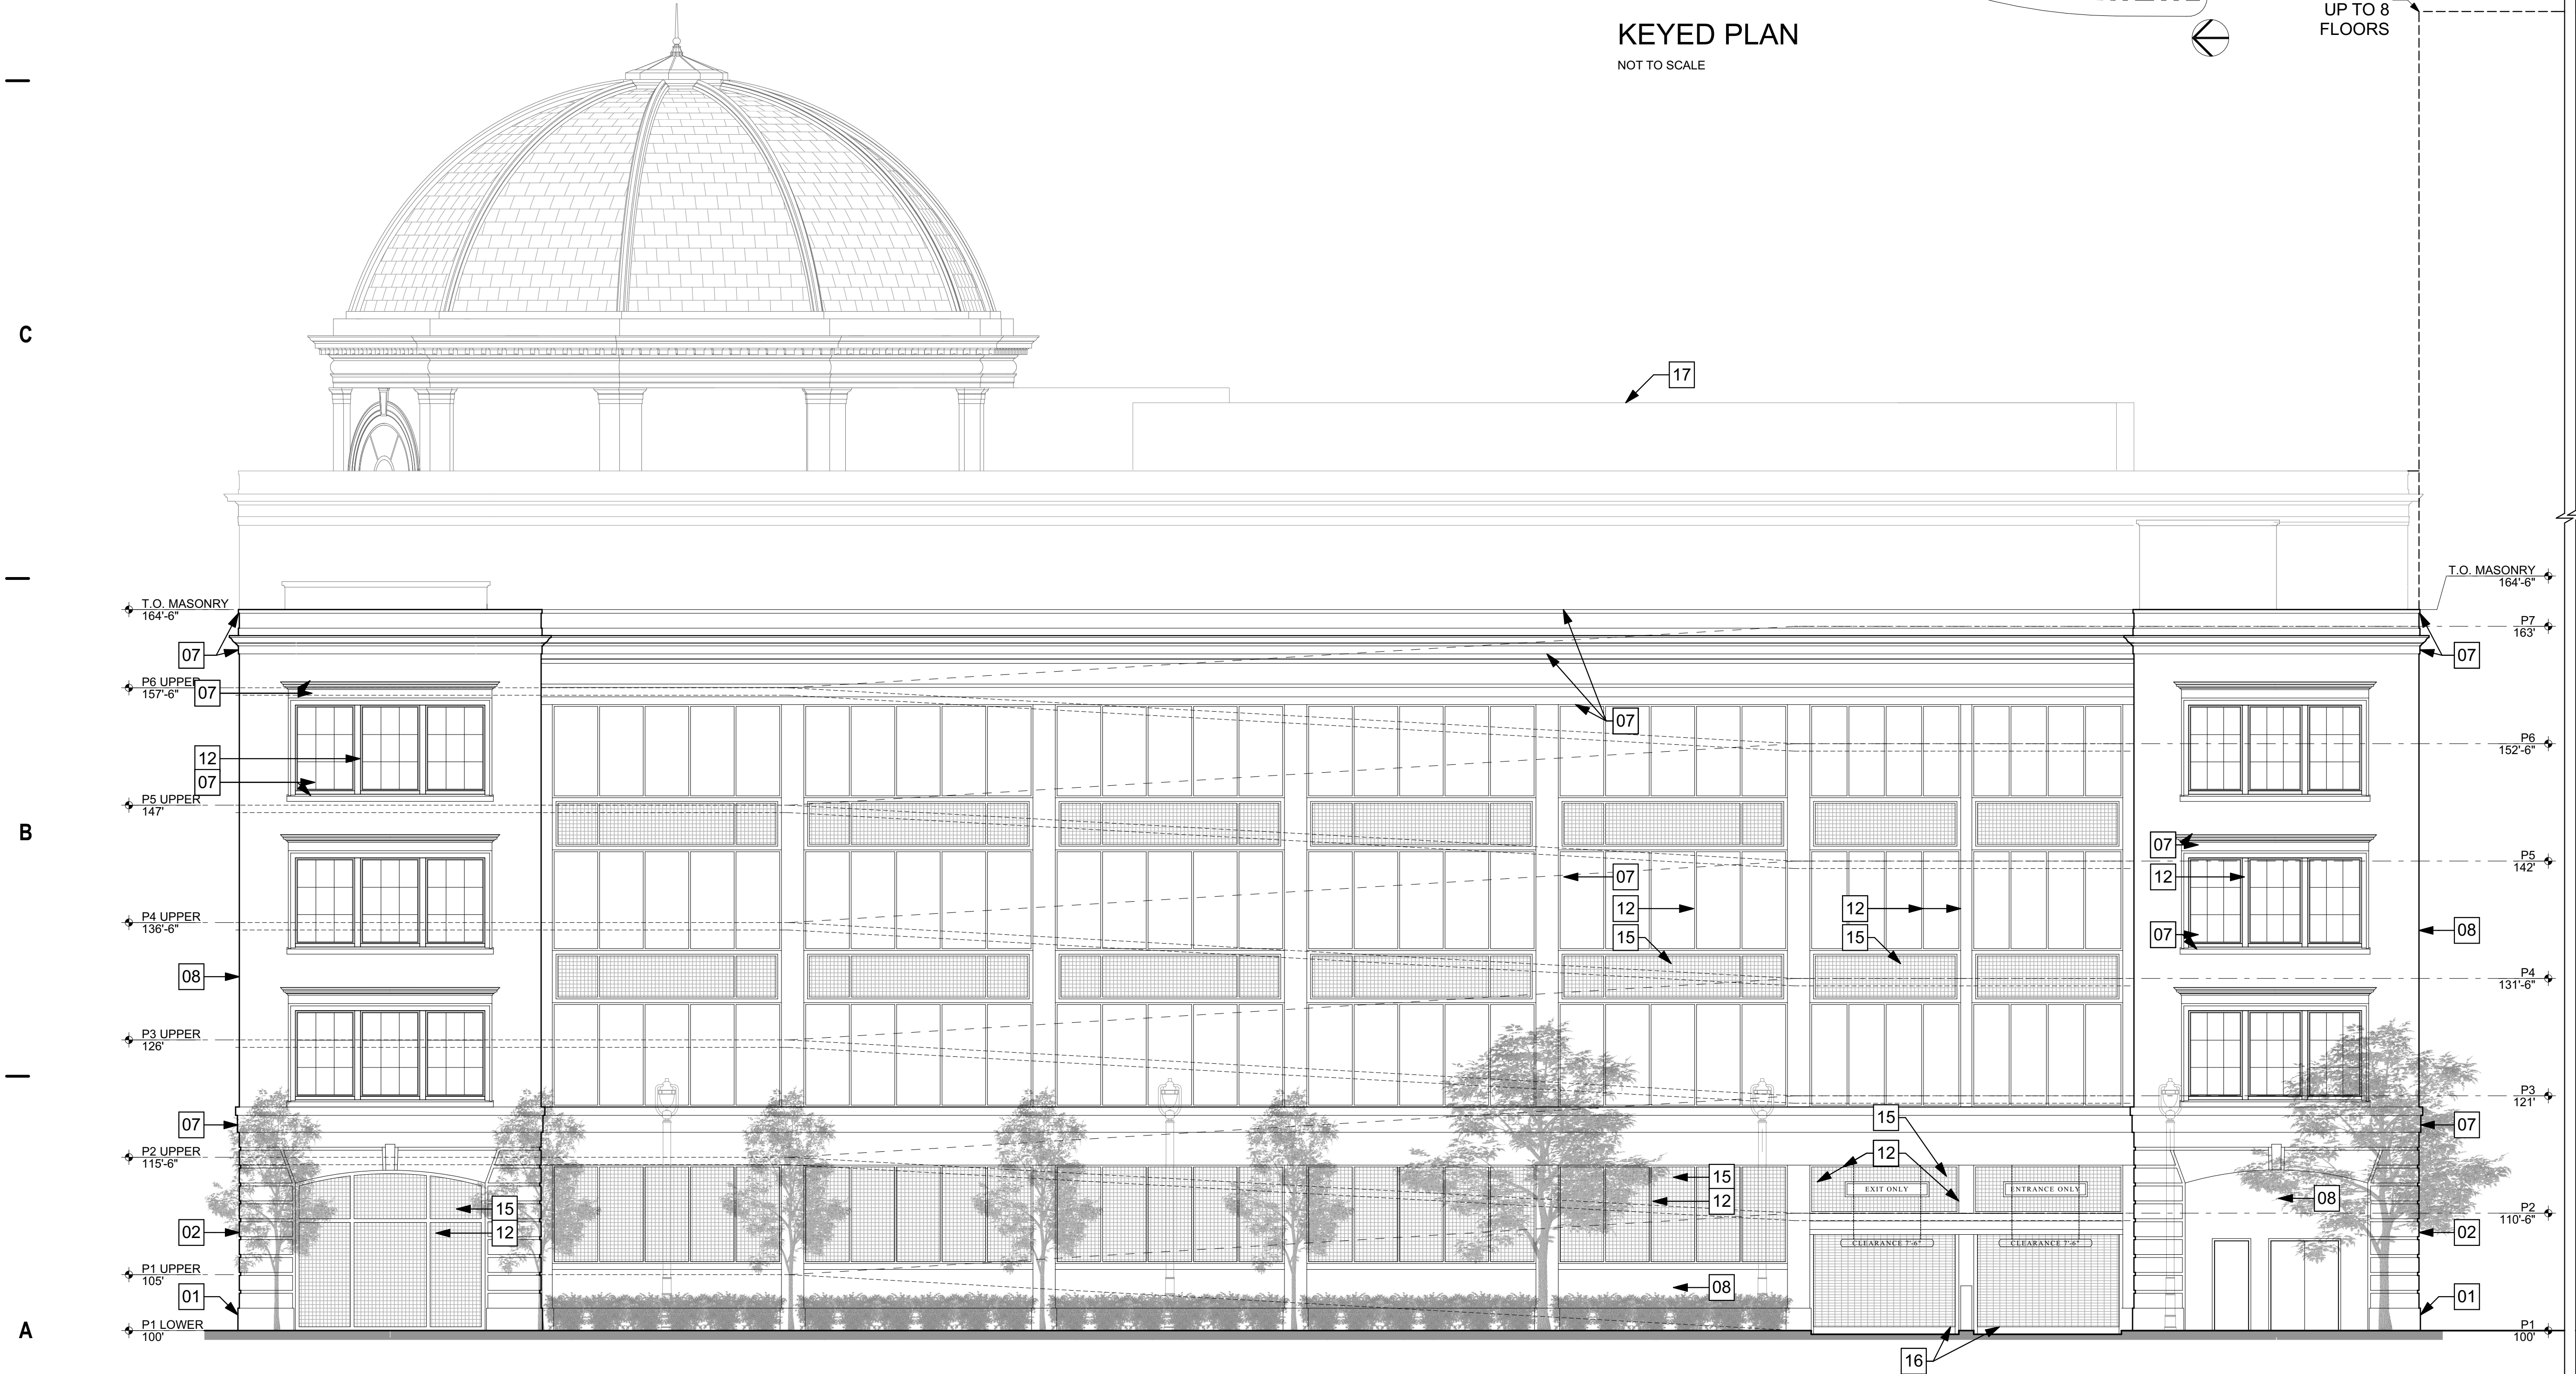 UP TO 8
FLOORS
KEYED PLAN
NOT TO SCALE
C
17
T.O. MASONRY
164'-6"
T.O. MASONRY
164'-6"
P7
163'
07
07
P6 UPPER
157'-6"
07
07
P6
152'-6"
12
07
P5 UPPER
147'
B
07
P5
142'
07
12
P4 UPPER
136'-6"
12
12
15
15
07
08
08
P4
131'-6"
P3 UPPER
126'
P3
121'
07
15
07
P2 UPPER
115'-6"
12
15
12
EXIT ONLY
ENTRANCE ONLY
08
15
12
02
02
P2
110'-6"
CLEARANCE 7'-6"
CLEARANCE 7'-6"
P1 UPPER
105'
08
01
01
A
P1 LOWER
100'
P1
100'
16